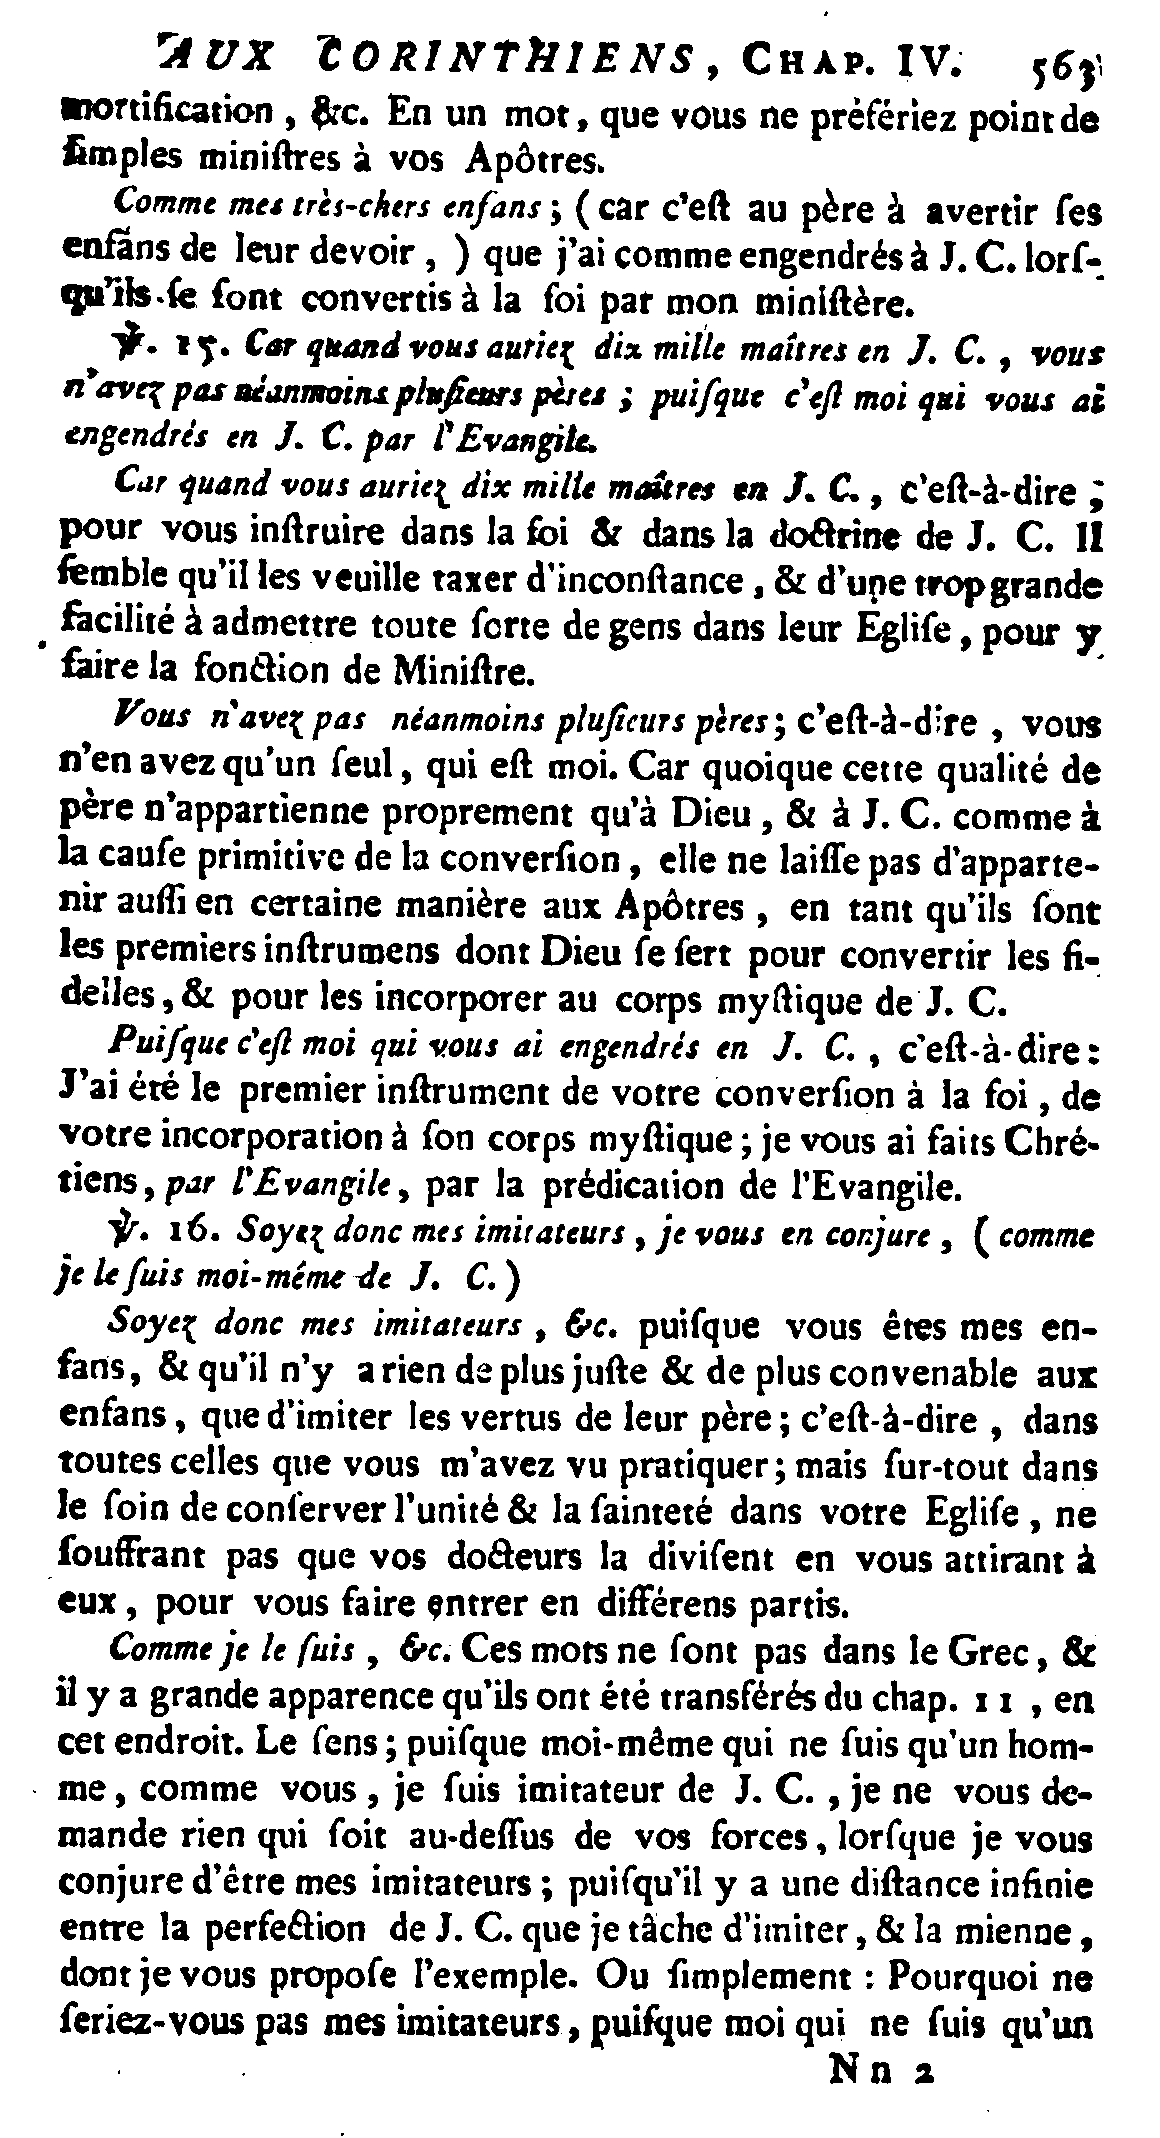 AUX CORINTHIENS, CHAP. IV. 563
mortification, &c. En un mot, que vous ne préfériez point de
ſimples miniſtres à vos Apôtres.
Comme mes très-chers enfans; (car c'eſt au père à avertir ſes
enfans de leur devoir,) que j'ai comme engendrés à J. C. lorſ-
qu'ils ſe ſont convertis à la foi par mon miniſtère.
℣. 15. Car quand vous auriez dix mille maîtres en J. C., vous
n'avez pas néanmoins pluſieurs pères; puiſque c'eſt moi qui vous ai
engendrés en J. C. par l'Evangile.
Car quand vous auriez dix mille maîtres en J. C., c'eſt-à-dire;
pour vous inſtruire dans la foi & dans la doctrine de J. C. Il
ſemble qu'il les veuille taxer d'inconſtance, & d'une trop grande
facilité à admettre toute ſorte de gens dans leur Egliſe, pour y
faire la fonction de Miniſtre.
Vous n'avez pas néanmoins pluſieurs pères; c'eſt-à-dire, vous
n'en avez qu'un ſeul, qui eſt moi. Car quoique cette qualité de
père n'appartienne proprement qu'à Dieu, & à J. C. comme à
la cauſe primitive de la converſion, elle ne laiſſe pas d'apparte-
nir auſſi en certaine manière aux Apôtres, en tant qu'ils ſont
les premiers inſtrumens dont Dieu ſe ſert pour convertir les fi-
delles, & pour les incorporer au corps myſtique de J. C.
Puiſque c'eſt moi qui vous ai engendrés en J. C., c'eſt-à-dire:
J'ai été le premier inſtrument de votre converſion à la foi, de
votre incorporation à ſon corps myſtique; je vous ai faits Chré-
tiens, par l'Evangile, par la prédication de l'Evangile.
℣. 16. Soyez donc mes imitateurs, je vous en conjure, (comme
je le ſuis moi-même de J. C.)
Soyez donc mes imitateurs, &c. puiſque vous êtes mes en-
fans, & qu'il n'y a rien de plus juſte & de plus convenable aux
enfans, que d'imiter les vertus de leur père; c'eſt-à-dire, dans
toutes celles que vous m'avez vu pratiquer; mais ſur-tout dans
le ſoin de conſerver l'unité & la ſainteté dans votre Egliſe, ne
ſouffrant pas que vos docteurs la diviſent en vous attirant à
eux, pour vous faire entrer en différens partis.
Comme je le ſuis, &c. Ces mots ne ſont pas dans le Grec, &
il y a grande apparence qu'ils ont été transférés du chap. 11, en
cet endroit. Le ſens; puiſque moi-même qui ne ſuis qu'un hom-
me, comme vous, je ſuis imitateur de J. C., je ne vous de-
mande rien qui ſoit au-deſſus de vos forces, lorſque je vous
conjure d'être mes imitateurs; puiſqu'il y a une diſtance infinie
entre la perfection de J. C. que je tâche d'imiter, & la mienne,
dont je vous propoſe l'exemple. Ou ſimplement : Pourquoi ne
ſeriez-vous pas mes imitateurs, puiſque moi qui ne ſuis qu'un
Nn 2